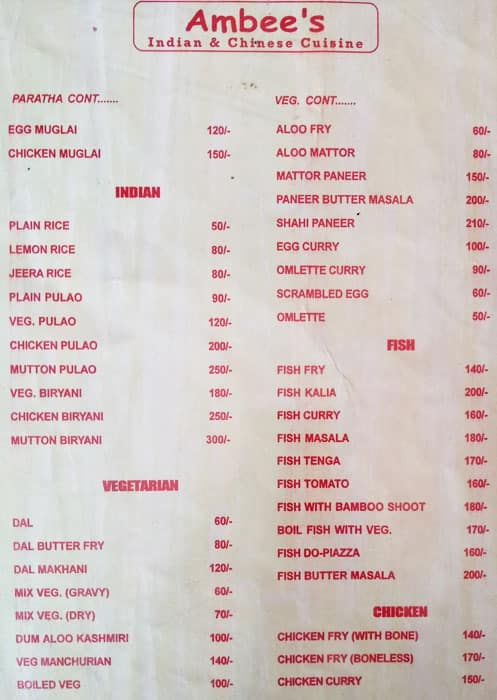 Ambee's
Indian & Chinese Cuisine
PARATHA CONT.......
EGG MUGLAI 120/-
CHICKEN MUGLAI 150/-
INDIAN
PLAIN RICE 50/-
LEMON RICE 80/-
JEERA RICE 80/-
PLAIN PULAO 90/-
VEG. PULAO 120/-
CHICKEN PULAO 200/-
MUTTON PULAO 250/-
VEG. BIRYANI 180/-
CHICKEN BIRYANI 250/-
MUTTON BIRYANI 300/-
VEGETARIAN
DAL 60/-
DAL BUTTER FRY 80/-
DAL MAKHANI 120/-
MIX VEG. (GRAVY) 60/-
MIX VEG. (DRY) 70/-
DUM ALOO KASHMIRI 100/-
VEG MANCHURIAN 140/-
BOILED VEG 100/-
VEG. CONT.......
ALOO FRY 60/-
ALOO MATTOR 80/-
MATTOR PANEER 150/-
PANEER BUTTER MASALA 200/-
SHAHI PANEER 210/-
EGG CURRY 100/-
OMLETTE CURRY 90/-
SCRAMBLED EGG 60/-
OMLETTE 50/-
FISH
FISH FRY 140/-
FISH KALIA 200/-
FISH CURRY 160/-
FISH MASALA 180/-
FISH TENGA 170/-
FISH TOMATO 160/-
FISH WITH BAMBOO SHOOT 180/-
BOIL FISH WITH VEG. 170/-
FISH DO-PIAZZA 160/-
FISH BUTTER MASALA 200/-
CHICKEN
CHICKEN FRY (WITH BONE) 140/-
CHICKEN FRY (BONELESS) 170/-
CHICKEN CURRY 150/-